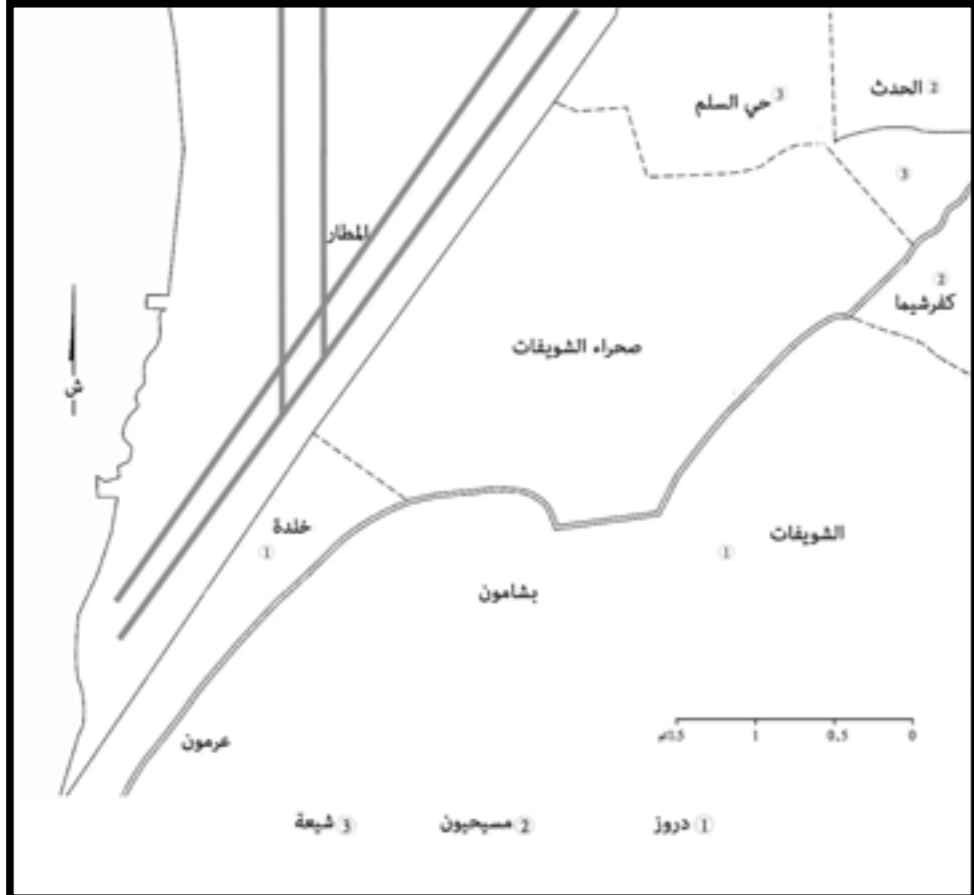 ② الحدث
③ حي السلم
③
المطار
②
كفرشيما
صحراء الشويفات
ش
خلدة
①
الشويفات
①
بشامون
عرمون
0 0,5 1 1,5كم
① دروز ② مسيحيون ③ شيعة